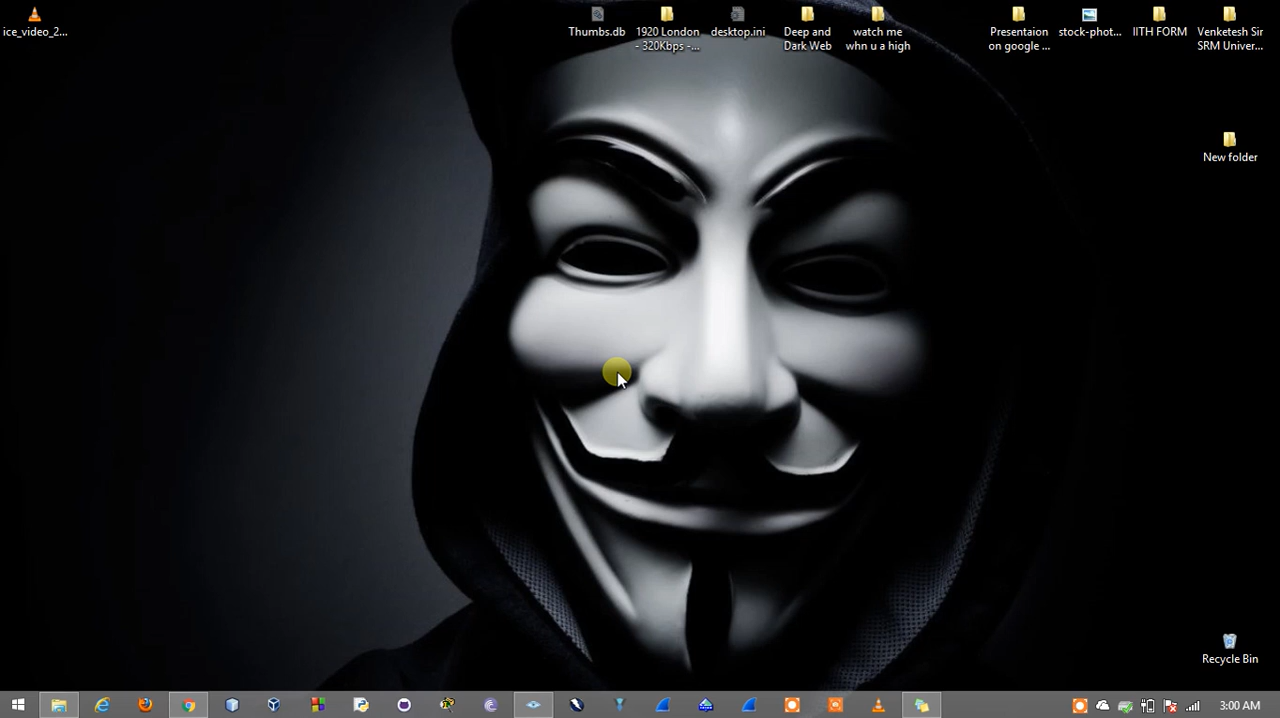 ice_video_2...
Thumbs.db
1920 London
- 320Kbps -...
desktop.ini
Deep and
Dark Web
watch me
whn u a high
Presentaion
on google ...
stock-phot...
IITH FORM
Venketesh Sir
SRM Univer...
New folder
Recycle Bin
3:00 AM